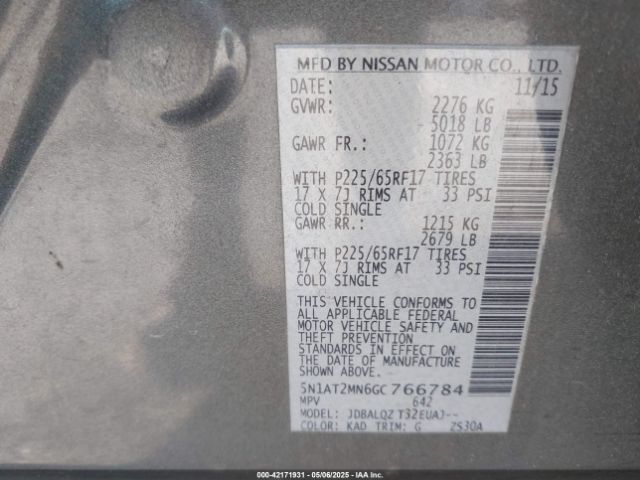 MFD BY NISSAN MOTOR CO., LTD.
DATE: 11/15
GVWR: 2276 KG
5018 LB
GAWR FR.: 1072 KG
2363 LB
WITH P225/65RF17 TIRES
17 X 7J RIMS AT 33 PSI
COLD SINGLE
GAWR RR.: 1215 KG
2679 LB
WITH P225/65RF17 TIRES
17 X 7J RIMS AT 33 PSI
COLD SINGLE
THIS VEHICLE CONFORMS TO
ALL APPLICABLE FEDERAL
MOTOR VEHICLE SAFETY AND
THEFT PREVENTION
STANDARDS IN EFFECT ON
THE DATE OF MANUFACTURE
SHOWN ABOVE.
5N1AT2MN6GC766784
MPV 642
MODEL: JDBALQZ T32EUAJ--
COLOR: KAD TRIM: G ZS30A
000-42171931 - 05/06/2025 - IAA Inc.